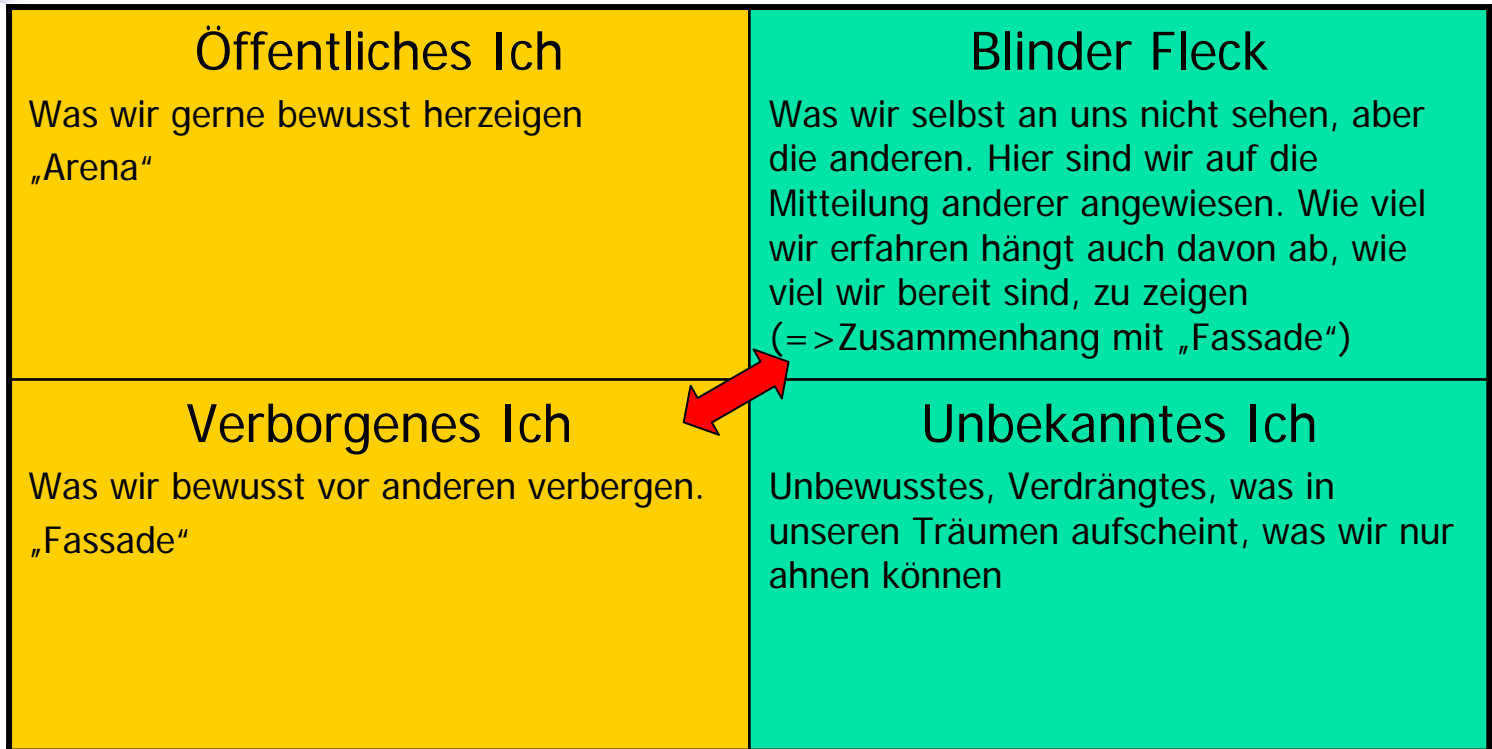 Öffentliches Ich
Was wir gerne bewusst herzeigen
„Arena“
Blinder Fleck
Was wir selbst an uns nicht sehen, aber
die anderen. Hier sind wir auf die
Mitteilung anderer angewiesen. Wie viel
wir erfahren hängt auch davon ab, wie
viel wir bereit sind, zu zeigen
(=>Zusammenhang mit „Fassade“)
Verborgenes Ich
Was wir bewusst vor anderen verbergen.
„Fassade“
Unbekanntes Ich
Unbewusstes, Verdrängtes, was in
unseren Träumen aufscheint, was wir nur
ahnen können